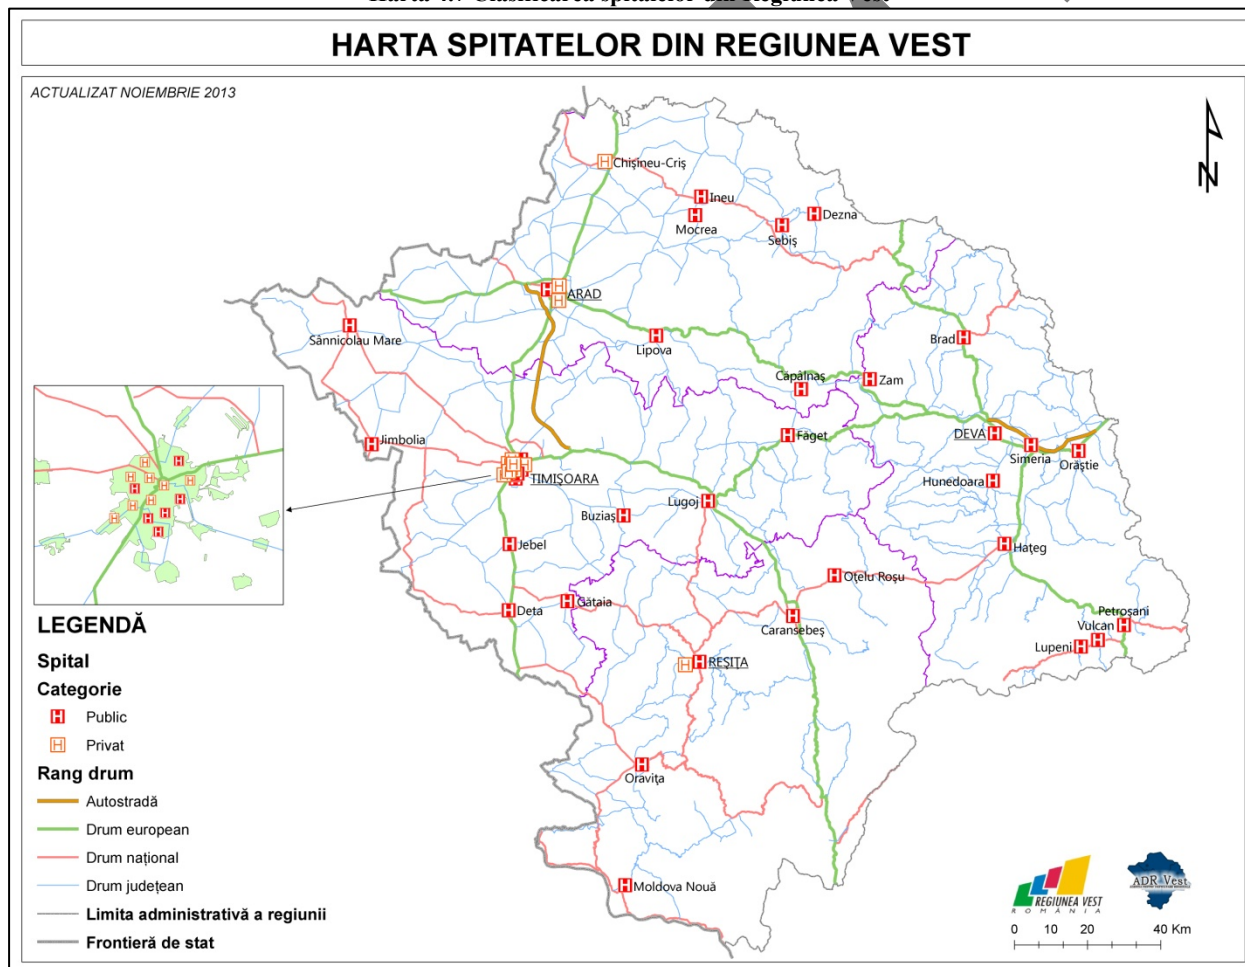 HARTA SPITATELOR DIN REGIUNEA VEST
ACTUALIZAT NOIEMBRIE 2013
N
Chișineu-Criș
Ineu
Mocrea
Dezna
Sebiș
ARAD
Sânnicolau Mare
Lipova
Brad
Căpâlnaș
Zam
Jimbolia
Făget
DEVA
Simeria
Orăștie
TIMIȘOARA
Hunedoara
Lugoj
Buziaș
Jebel
Hațeg
Oțelu Roșu
Gătaia
Deta
Caransebeș
Petroșani
Vulcan
Lupeni
REȘIȚA
Oravița
Moldova Nouă
LEGENDĂ
Spital
Categorie
H Public
H Privat
Rang drum
Autostradă
Drum european
Drum național
Drum județean
Limita administrativă a regiunii
Frontieră de stat
REGIUNEA VEST
ROMÂNIA
ADR Vest
0 10 20 40 Km